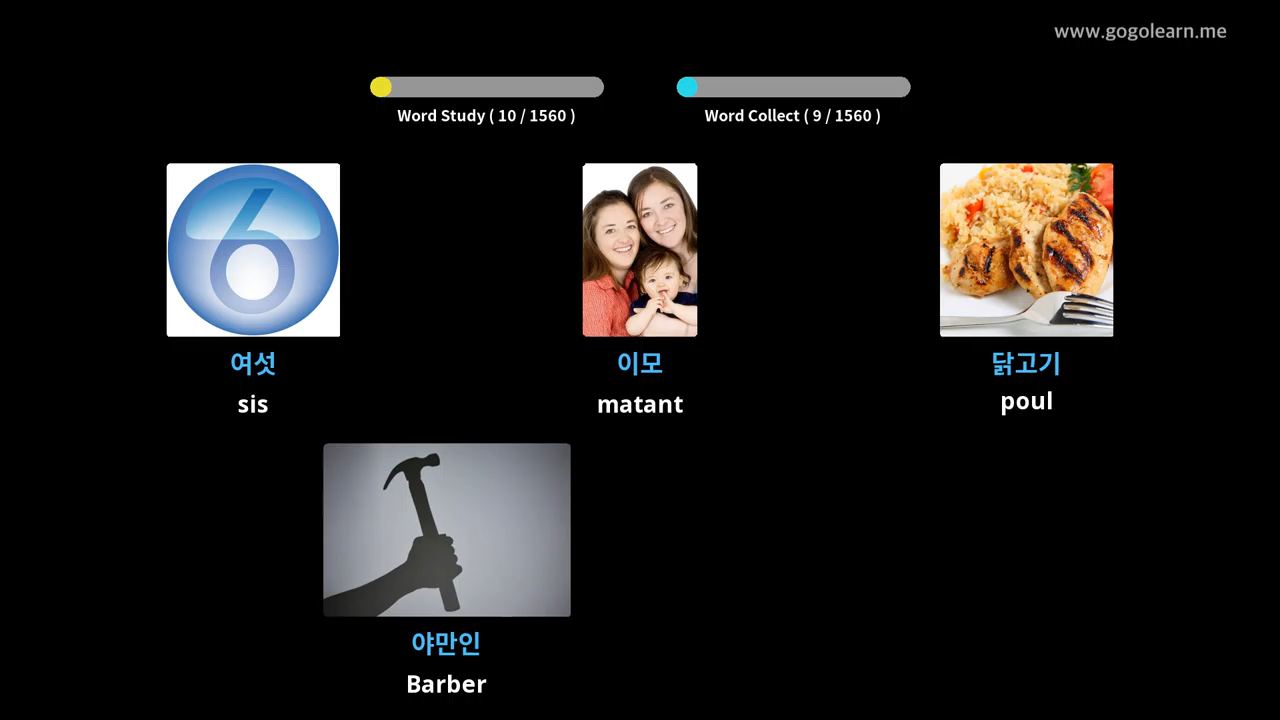 www.gogolearn.me
Word Study ( 10 / 1560 )
Word Collect ( 9 / 1560 )
6
여섯
이모
닭고기
sis
matant
poul
야만인
Barber